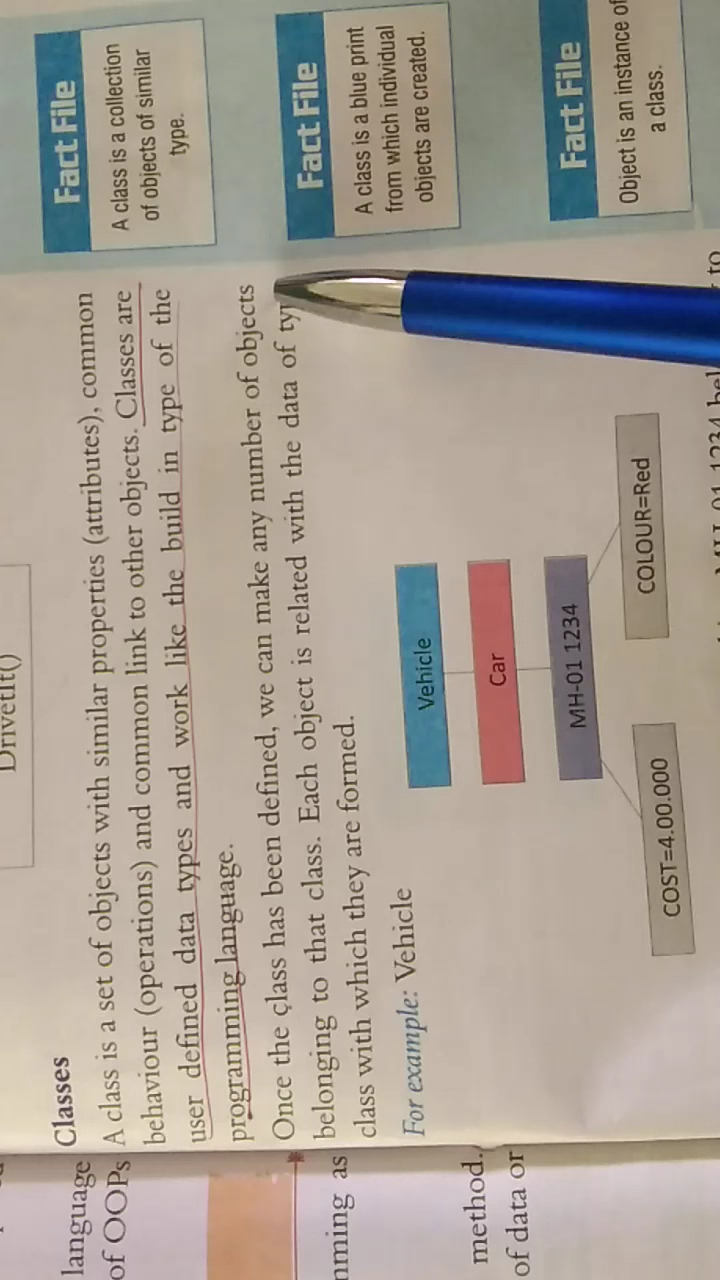 DrivetIt()
Classes
A class is a set of objects with similar properties (attributes), common
behaviour (operations) and common link to other objects. Classes are
user defined data types and work like the build in type of the
programming language.
Once the class has been defined, we can make any number of objects
belonging to that class. Each object is related with the data of
class with which they are formed.
For example: Vehicle
Vehicle
Car
MH-01 1234
COST=4.00.000
COLOUR=Red
to
Fact File
A class is a collection
of objects of similar
type.
Fact File
A class is a blue print
from which individual
objects are created.
Fact File
Object is an instance of
a class.
language
of OOPs
as
method.
of data or